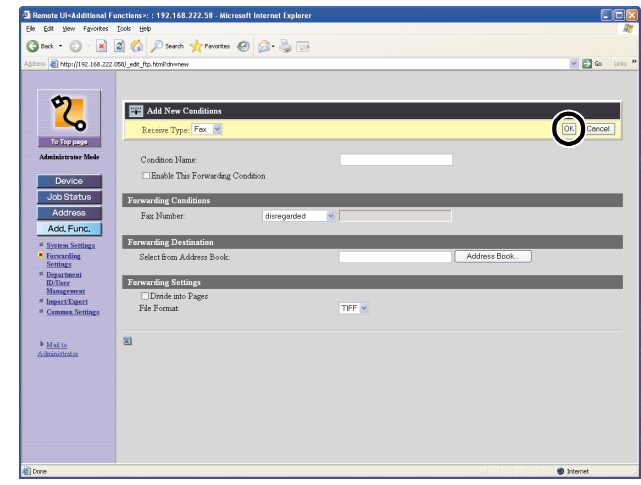 Remote UI<Additional Functions>: : 192.168.222.58 - Microsoft Internet Explorer
File Edit View Favorites Tools Help
Back Search Favorites
Address http://192.168.222.058/_edit_ftp.html?dn=new Go Links »
Add New Conditions
Receive Type: Fax OK Cancel
To Top page
Administrator Mode
Condition Name:
Enable This Forwarding Condition
Device
Job Status
Address
Add. Func.
Forwarding Conditions
Fax Number: disregarded
System Settings
Forwarding
Settings
Department
ID/User
Management
Import/Export
Common Settings
Forwarding Destination
Select from Address Book: Address Book...
Forwarding Settings
Divide into Pages
File Format: TIFF
Mail to
Administrator
Done Internet